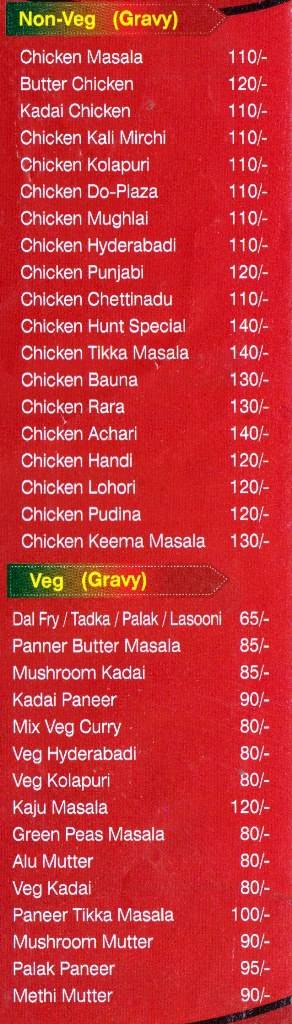 Non-Veg (Gravy)
Chicken Masala 110/-
Butter Chicken 120/-
Kadai Chicken 110/-
Chicken Kali Mirchi 110/-
Chicken Kolapuri 110/-
Chicken Do-Plaza 110/-
Chicken Mughlai 110/-
Chicken Hyderabadi 110/-
Chicken Punjabi 120/-
Chicken Chettinadu 110/-
Chicken Hunt Special 140/-
Chicken Tikka Masala 140/-
Chicken Bauna 130/-
Chicken Rara 130/-
Chicken Achari 140/-
Chicken Handi 120/-
Chicken Lohori 120/-
Chicken Pudina 120/-
Chicken Keema Masala 130/-
Veg (Gravy)
Dal Fry / Tadka / Palak / Lasooni 65/-
Panner Butter Masala 85/-
Mushroom Kadai 85/-
Kadai Paneer 90/-
Mix Veg Curry 80/-
Veg Hyderabadi 80/-
Veg Kolapuri 80/-
Kaju Masala 120/-
Green Peas Masala 80/-
Alu Mutter 80/-
Veg Kadai 80/-
Paneer Tikka Masala 100/-
Mushroom Mutter 90/-
Palak Paneer 95/-
Methi Mutter 90/-